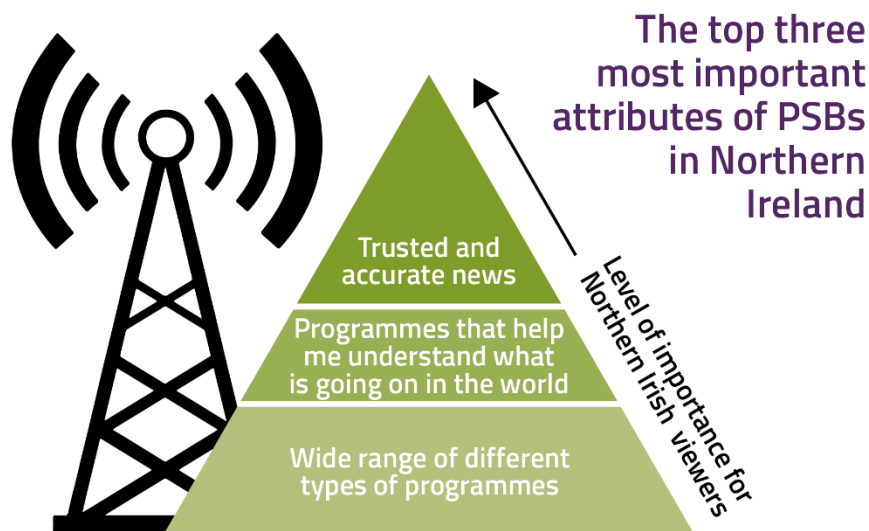 The top three
most important
attributes of PSBs
in Northern
Ireland
Trusted and
accurate news
Programmes that help
me understand what
is going on in the world
Wide range of different
types of programmes
Level of importance for
Northern Irish viewers